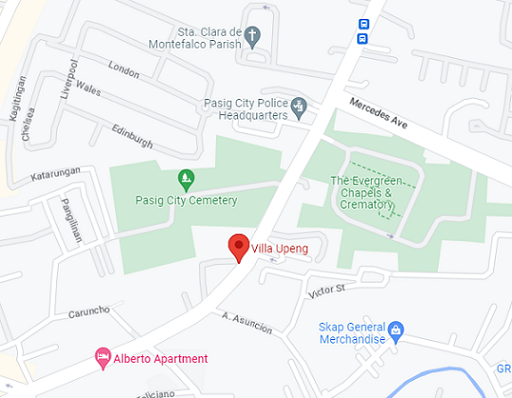 Sta. Clara de
Montefalco Parish
London
Liverpool
Wales
Kagitingan
Chelsea
Edinburgh
Pasig City Police
Headquarters
Mercedes Ave
Katarungan
Pasig City Cemetery
The Evergreen
Chapels &
Crematory
Pangilinan
Villa Upeng
Victor St
Caruncho
A. Asuncion
Skap General
Merchandise
Alberto Apartment
GR
eliciano